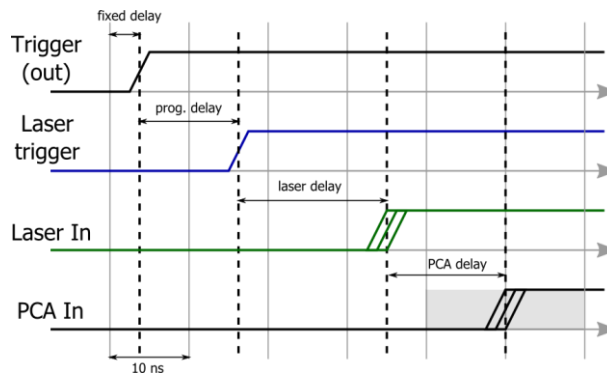 fixed delay
Trigger
(out)
prog. delay
Laser
trigger
laser delay
Laser In
PCA delay
PCA In
10 ns